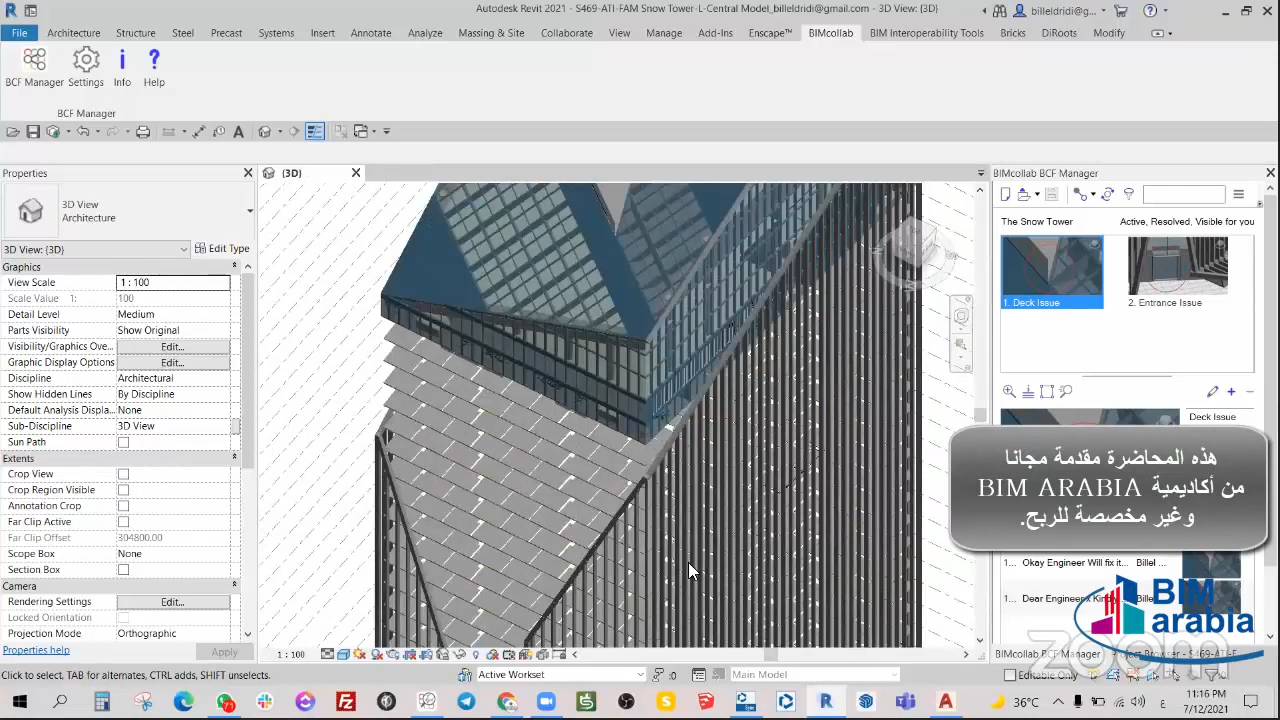 Autodesk Revit 2021 - S469-ATI-FAM Snow Tower-L-Central Model_billeldridi@gmail.com - 3D View: {3D}
billeldridi@g...
File Architecture Structure Steel Precast Systems Insert Annotate Analyze Massing & Site Collaborate View Manage Add-Ins Enscape™ BIMcollab BIM Interoperability Tools Bricks DiRoots Modify
BCF Manager Settings Info Help
BCF Manager
Properties
{3D}
BIMcollab BCF Manager
3D View
Architecture
3D View: {3D}
Edit Type
The Snow Tower
Active, Resolved, Visible for you
1. Deck Issue
2. Entrance Issue
Graphics
View Scale 1 : 100
Scale Value 1: 100
Detail Level Medium
Parts Visibility Show Original
Visibility/Graphics Ove... Edit...
Graphic Display Options Edit...
Discipline Architectural
Show Hidden Lines By Discipline
Default Analysis Displa... None
Sub-Discipline 3D View
Sun Path
Extents
Crop View
Crop Region Visible
Annotation Crop
Far Clip Active
Far Clip Offset 304800.00
Scope Box None
Section Box
Camera
Rendering Settings Edit...
Locked Orientation
Projection Mode Orthographic
Properties help
Apply
Deck Issue
هذه المحاضرة مقدمة مجانا
من أكاديمية BIM ARABIA
وغير مخصصة للربح.
1... Okay Engineer Will fix it... Billel ...
1... Dear Engineer x Kindl
BIM
arabia
zoom
1 : 100
BIMcollab BCF Manager
Click to select, TAB for alternates, CTRL adds, SHIFT unselects.
Active Workset
:0
Main Model
Editable Only
36°C
11:16 PM
7/12/2021